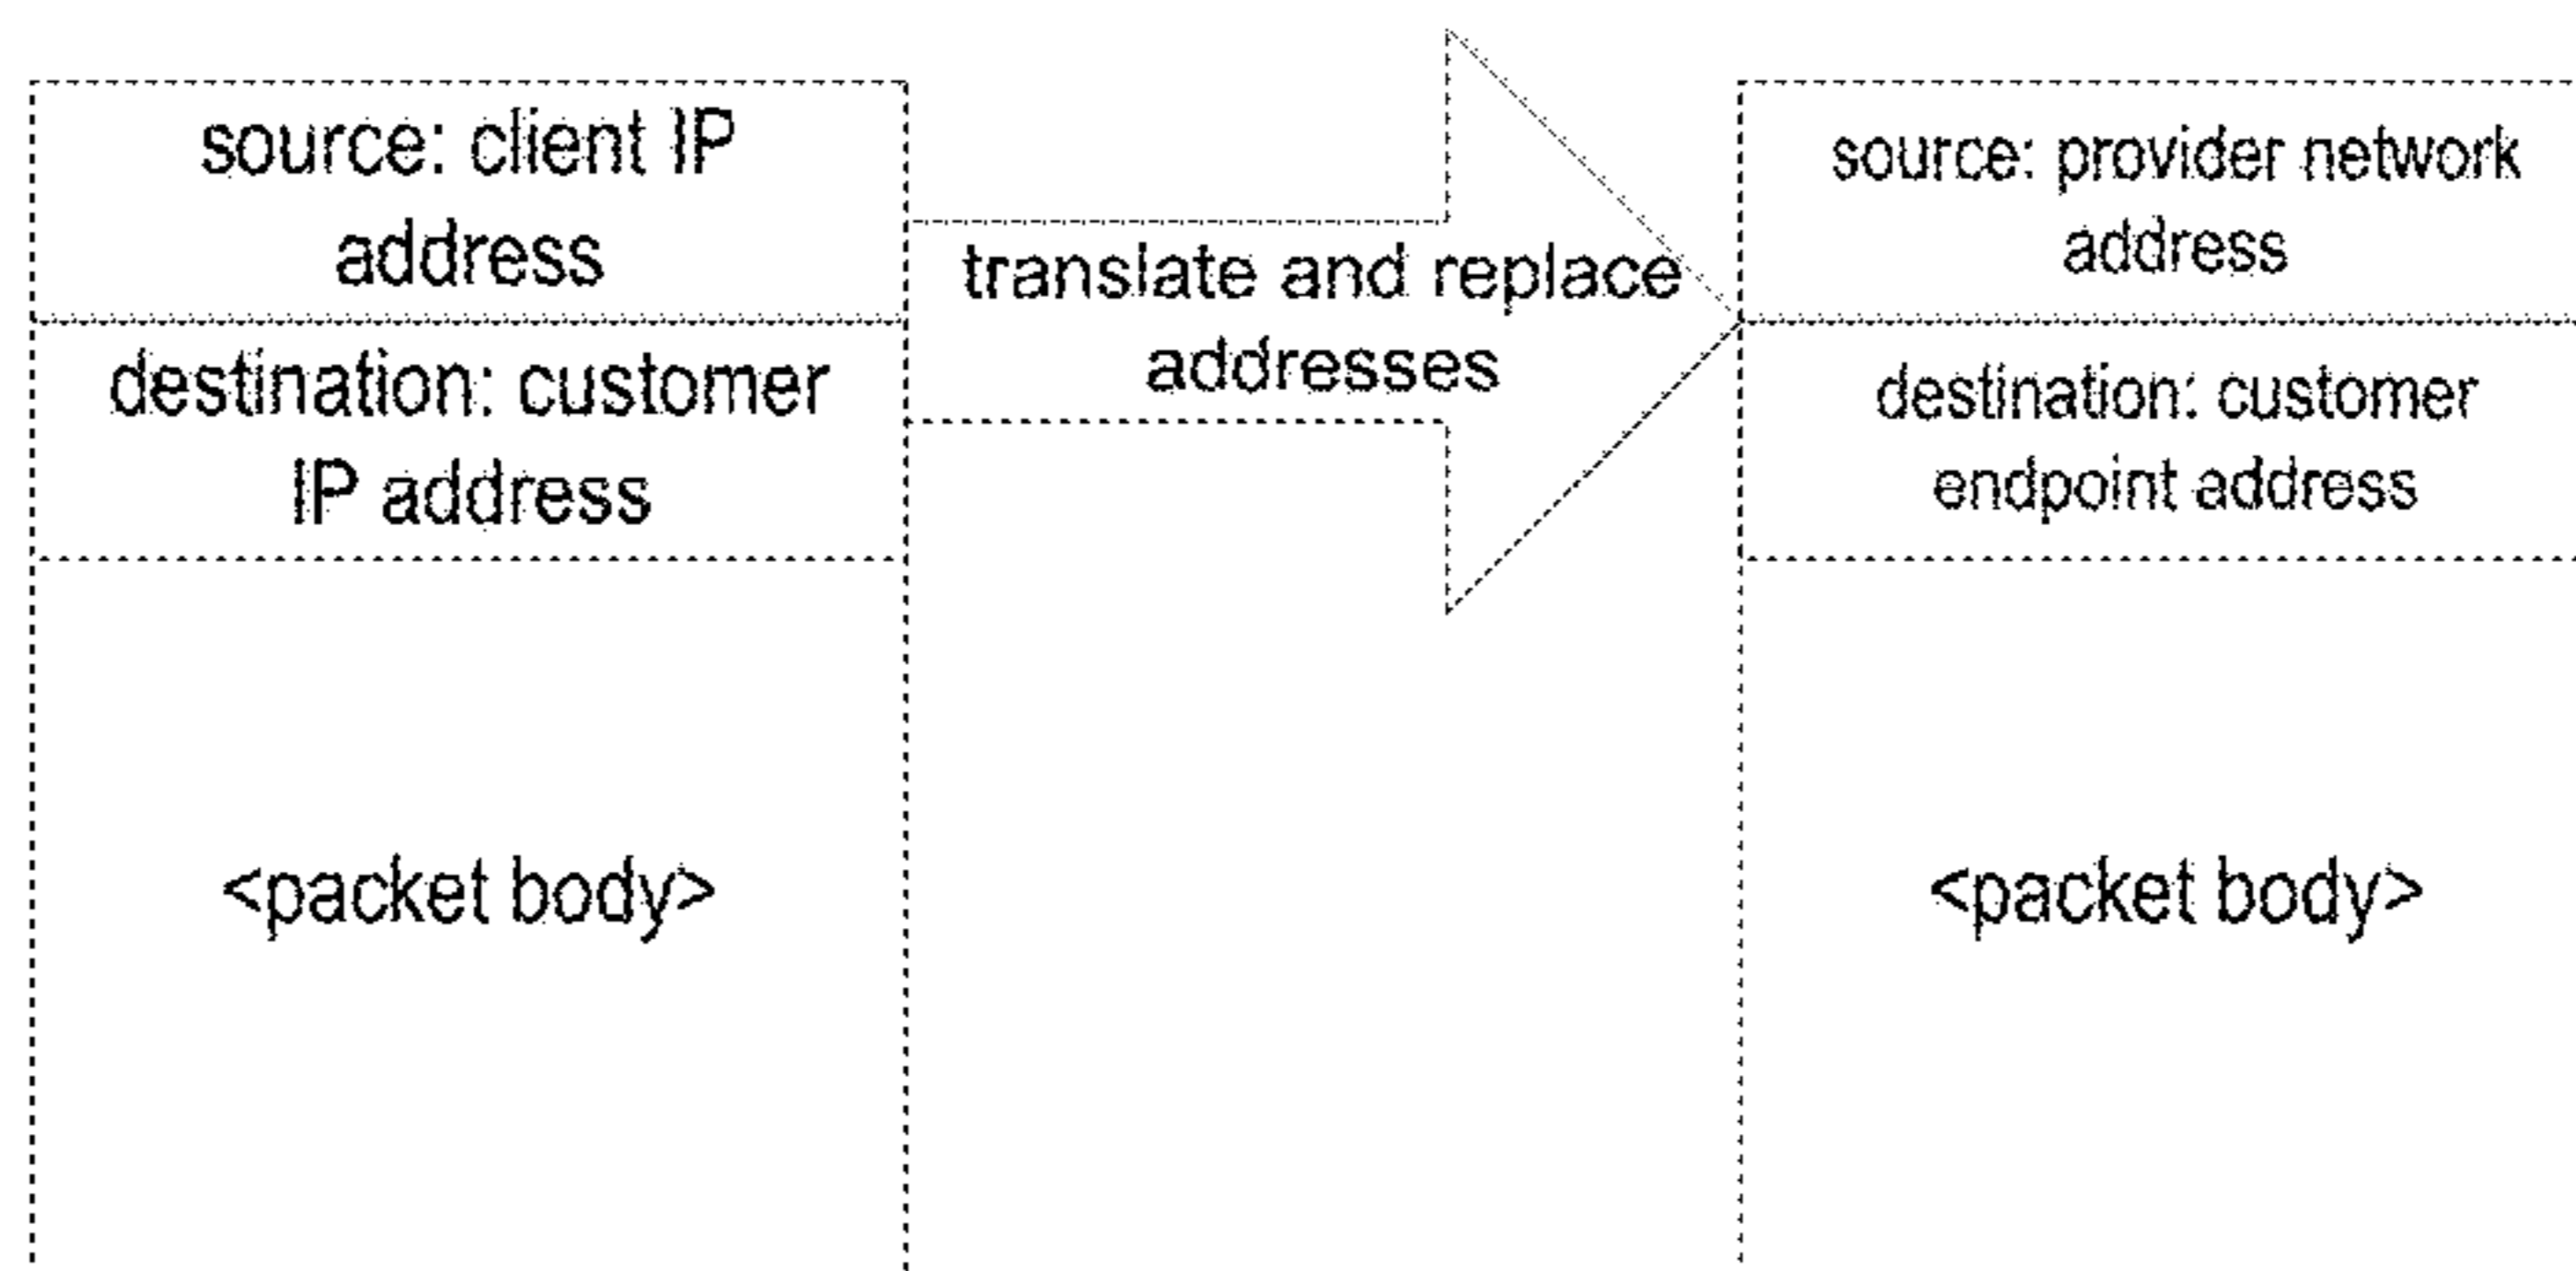 source: client IP
address
destination: customer
IP address
<packet body>
translate and replace
addresses
source: provider network
address
destination: customer
endpoint address
<packet body>